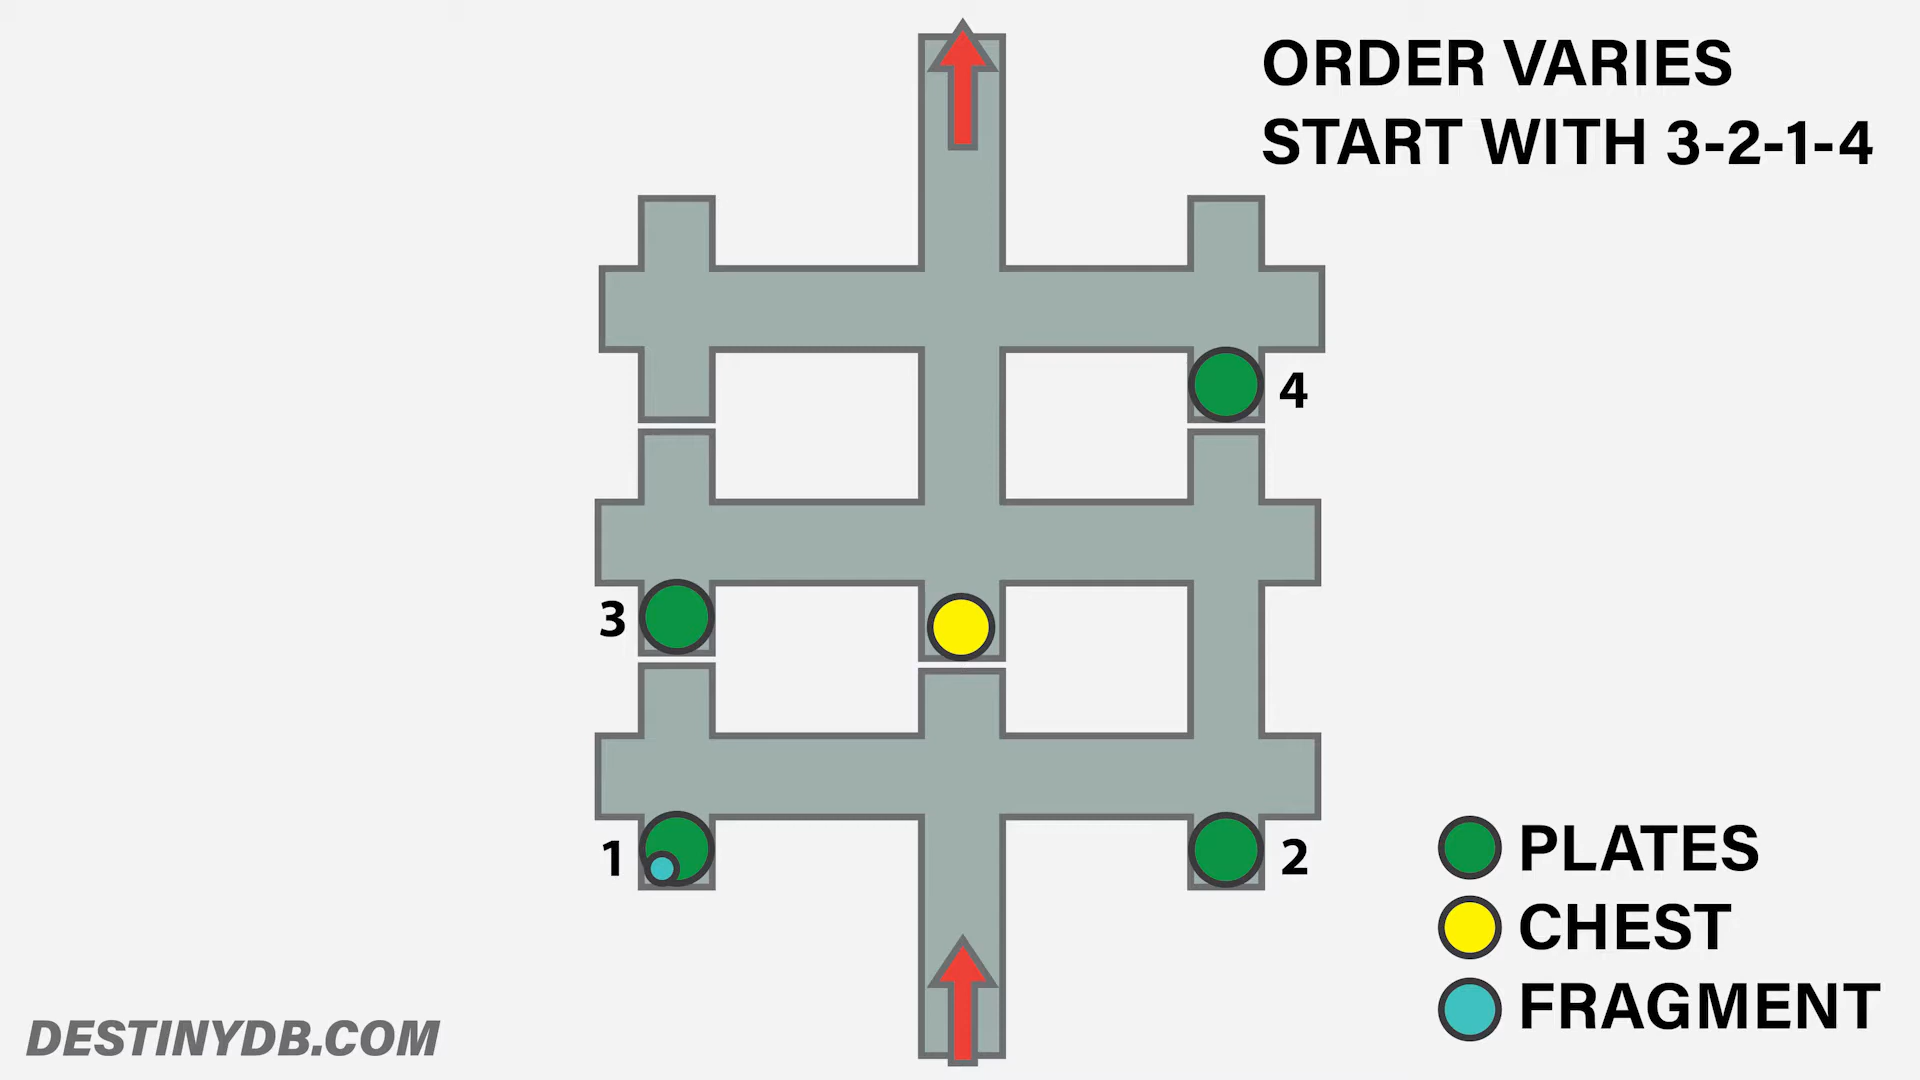 ORDER VARIES
START WITH 3-2-1-4
4
3
1
2
PLATES
CHEST
FRAGMENT
DESTINYDB.COM